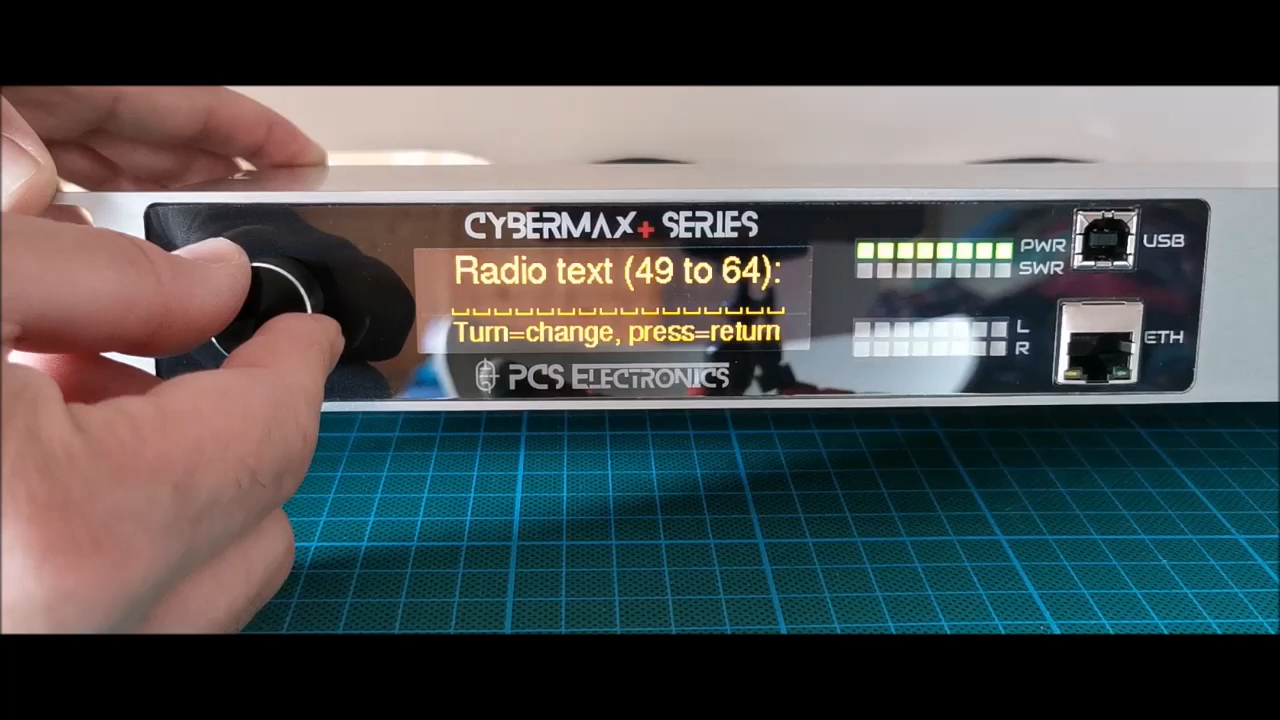 CYBERMAX+ SERIES
Radio text (49 to 64):
Turn=change, press=return
PCS ELECTRONICS
PWR
SWR
L
R
USB
ETH